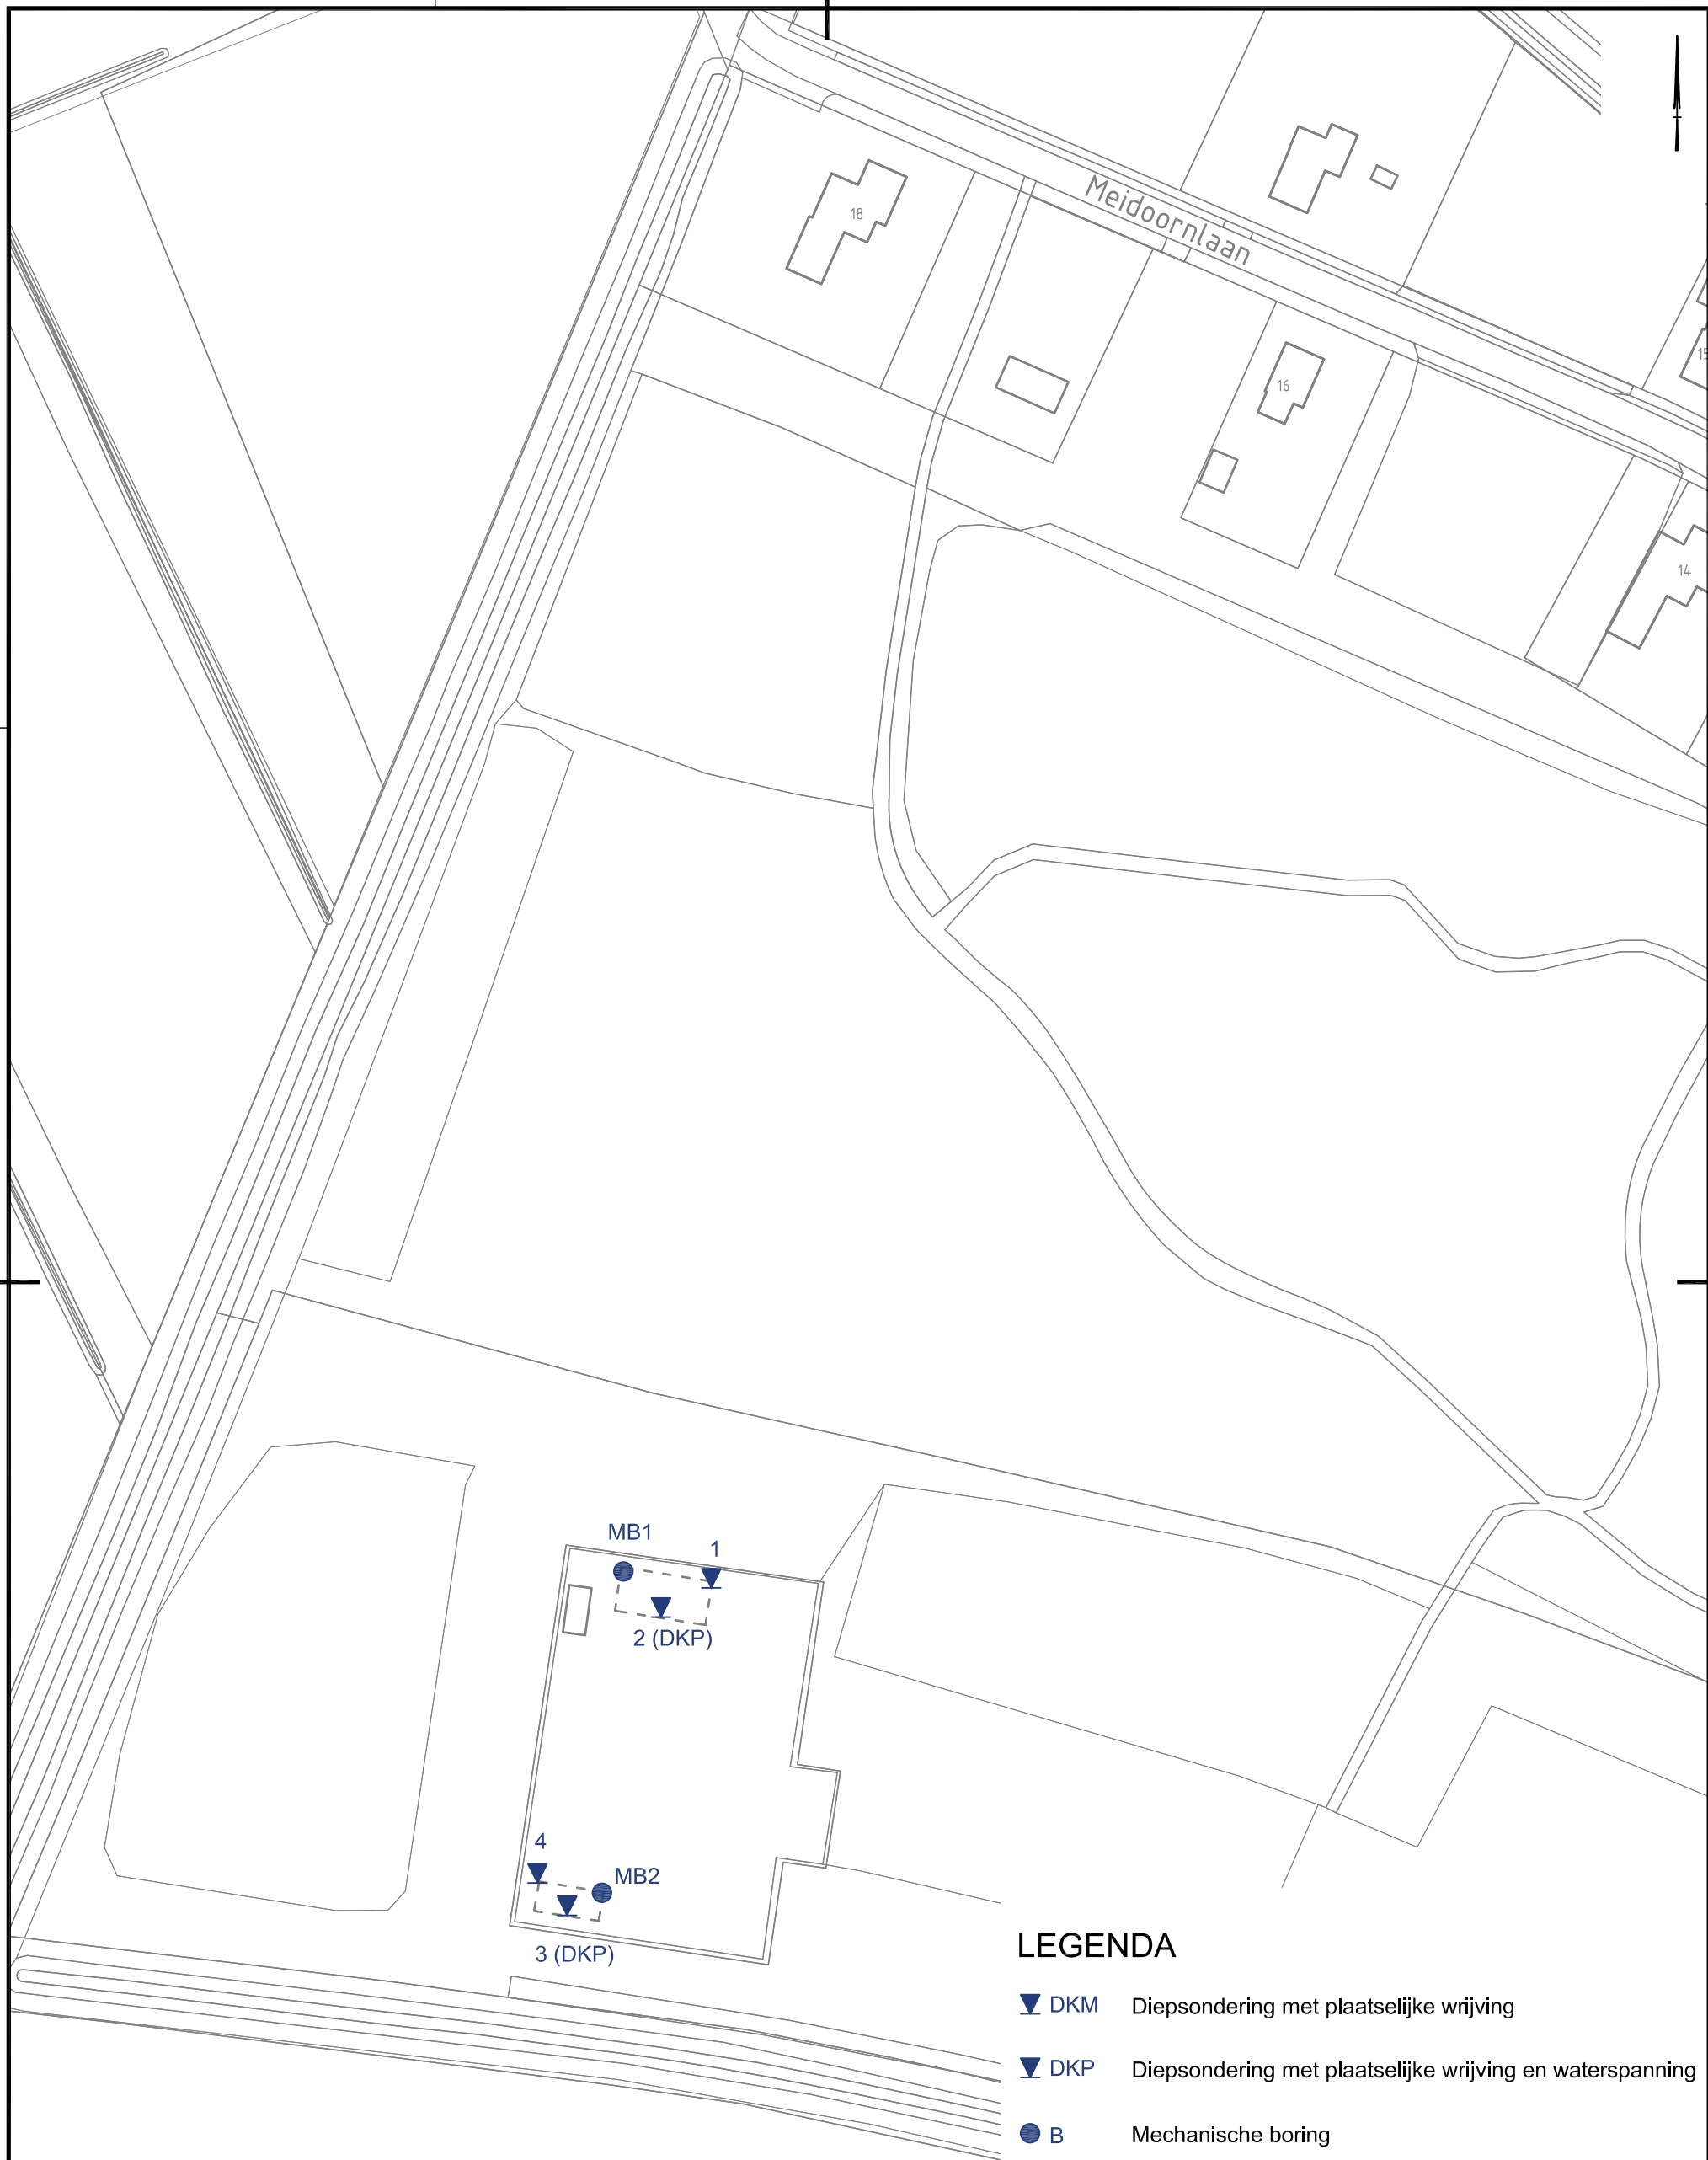 Meidoornlaan
18
16
15
14
MB1
1
2 (DKP)
4
MB2
3 (DKP)
LEGENDA
DKM Diepsondering met plaatselijke wrijving
DKP Diepsondering met plaatselijke wrijving en waterspanning
B Mechanische boring